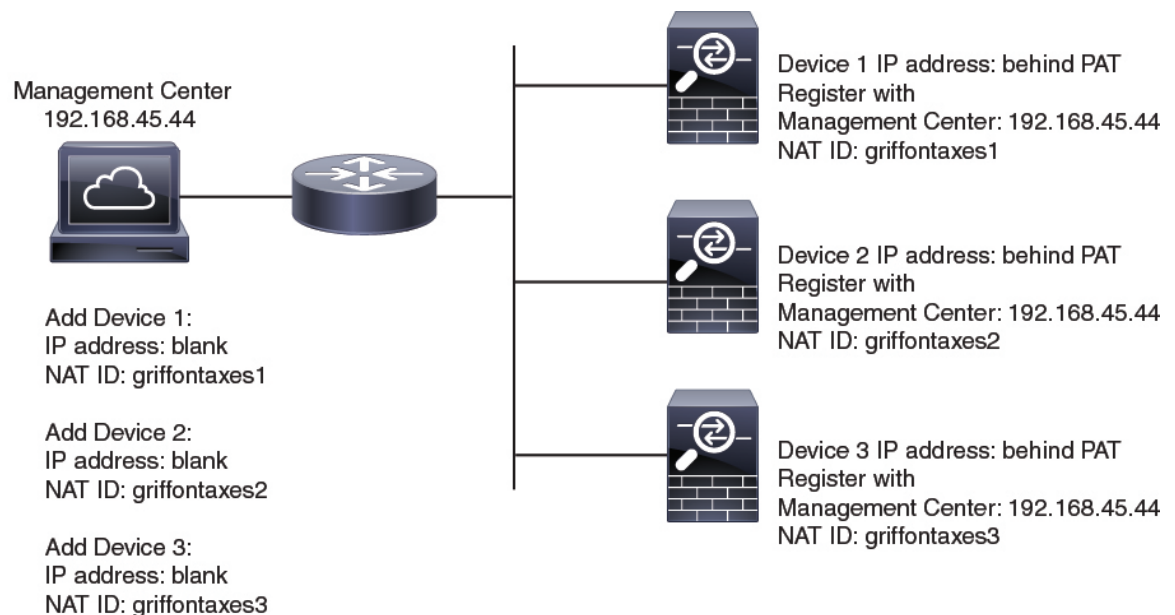 Management Center
192.168.45.44
Add Device 1:
IP address: blank
NAT ID: griffontaxes1
Add Device 2:
IP address: blank
NAT ID: griffontaxes2
Add Device 3:
IP address: blank
NAT ID: griffontaxes3
Device 1 IP address: behind PAT
Register with
Management Center: 192.168.45.44
NAT ID: griffontaxes1
Device 2 IP address: behind PAT
Register with
Management Center: 192.168.45.44
NAT ID: griffontaxes2
Device 3 IP address: behind PAT
Register with
Management Center: 192.168.45.44
NAT ID: griffontaxes3